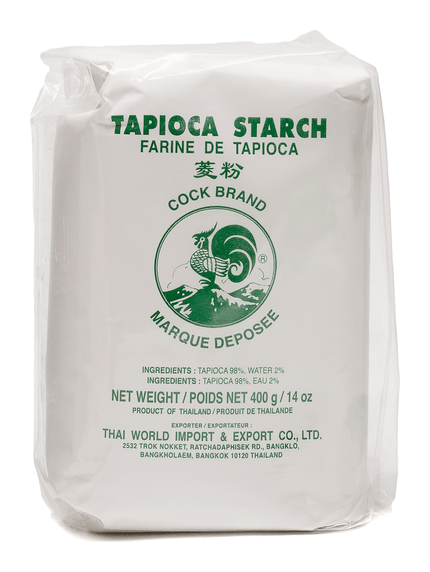 TAPIOCA STARCH
FARINE DE TAPIOCA
菱粉
COCK BRAND
®
MARQUE DEPOSÉE
INGREDIENTS : TAPIOCA 98%, WATER 2%
INGREDIENTS : TAPIOCA 98%, EAU 2%
NET WEIGHT / POIDS NET 400 g / 14 oz
PRODUCT OF THAILAND / PRODUIT DE THAILANDE
EXPORTER / EXPORTATEUR :
THAI WORLD IMPORT & EXPORT CO., LTD.
2532 TROK NOKKET, RATCHADAPHISEK RD., BANGKLO,
BANGKHOLAEM, BANGKOK 10120 THAILAND